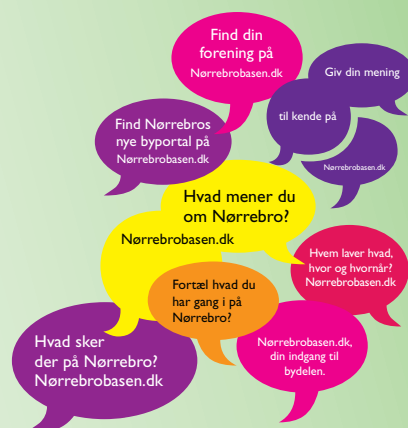 Find din
forening på
Nørrebrobasen.dk
Giv din mening
til kende på
Nørrebrobasen.dk
Find Nørrebros
nye byportal på
Nørrebrobasen.dk
Hvad mener du
om Nørrebro?
Nørrebrobasen.dk
Hvem laver hvad,
hvor og hvornår?
Nørrebrobasen.dk
Fortæl hvad du
har gang i på
Nørrebro?
Hvad sker
der på Nørrebro?
Nørrebrobasen.dk
Nørrebrobasen.dk,
din indgang til
bydelen.